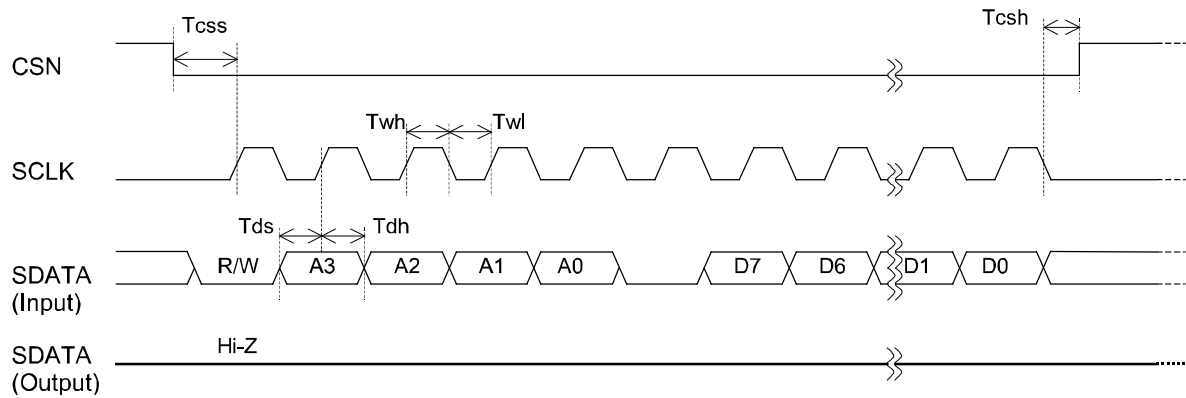 Tcss
Tcsh
CSN
Twh
Twl
SCLK
Tds
Tdh
SDATA
(Input)
R/W
A3
A2
A1
A0
D7
D6
D1
D0
SDATA
(Output)
Hi-Z